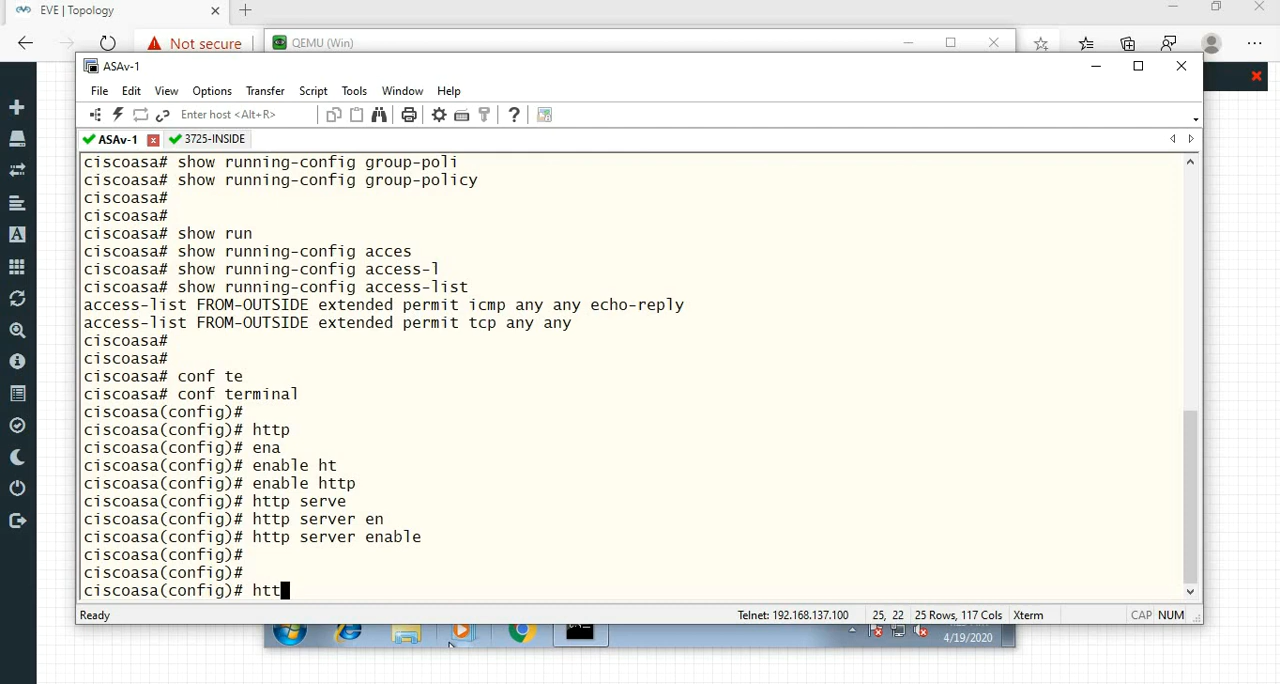 EVE | Topology
Not secure
QEMU (Win)
ASAv-1
File Edit View Options Transfer Script Tools Window Help
Enter host <Alt+R>
ASAv-1 3725-INSIDE
ciscoasa# show running-config group-poli
ciscoasa# show running-config group-policy
ciscoasa#
ciscoasa#
ciscoasa# show run
ciscoasa# show running-config acces
ciscoasa# show running-config access-l
ciscoasa# show running-config access-list
access-list FROM-OUTSIDE extended permit icmp any any echo-reply
access-list FROM-OUTSIDE extended permit tcp any any
ciscoasa#
ciscoasa#
ciscoasa# conf te
ciscoasa# conf terminal
ciscoasa(config)#
ciscoasa(config)# http
ciscoasa(config)# ena
ciscoasa(config)# enable ht
ciscoasa(config)# enable http
ciscoasa(config)# http serve
ciscoasa(config)# http server en
ciscoasa(config)# http server enable
ciscoasa(config)#
ciscoasa(config)#
ciscoasa(config)# htt
Ready Telnet: 192.168.137.100 25, 22 25 Rows, 117 Cols Xterm CAP NUM
4/19/2020